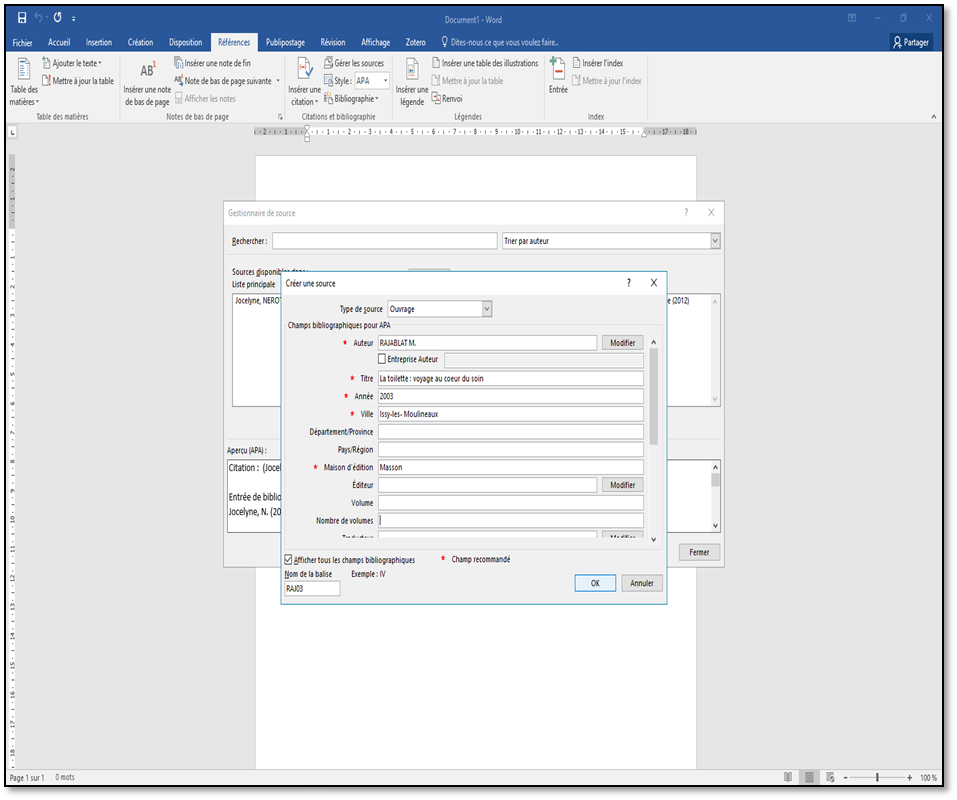 Document1 - Word
Fichier Accueil Insertion Création Disposition Références Publipostage Révision Affichage Zotero Dites-nous ce que vous voulez faire.. Partager
Table des matières
Ajouter le texte
Mettre à jour la table
Table des matières
AB¹
Insérer une note de bas de page
Insérer une note de fin
Note de bas de page suivante
Afficher les notes
Notes de bas de page
Insérer une citation
Gérer les sources
Style : APA
Bibliographie
Citations et bibliographie
Insérer une légende
Insérer une table des illustrations
Mettre à jour la table
Renvoi
Légendes
Entrée
Insérer l'index
Mettre à jour l'index
Index
Gestionnaire de source ? X
Rechercher : Trier par auteur
Sources disponibles dans :
Liste principale
Jocelyne, NEROT e (2012)
Créer une source ? X
Type de source Ouvrage
Champs bibliographiques pour APA
* Auteur RAJABLAT M. Modifier
Entreprise Auteur
* Titre La toilette : voyage au coeur du soin
* Année 2003
* Ville Issy-les- Moulineaux
Département/Province
Pays/Région
* Maison d'édition Masson
Éditeur Modifier
Volume
Nombre de volumes
Traducteur Modifier
Afficher tous les champs bibliographiques * Champ recommandé
Nom de la balise Exemple : IV
RAJ03
OK Annuler
Aperçu (APA) :
Citation : (Jocel
Entrée de biblio
Jocelyne, N. (20
Fermer
Page 1 sur 1 0 mots 100 %